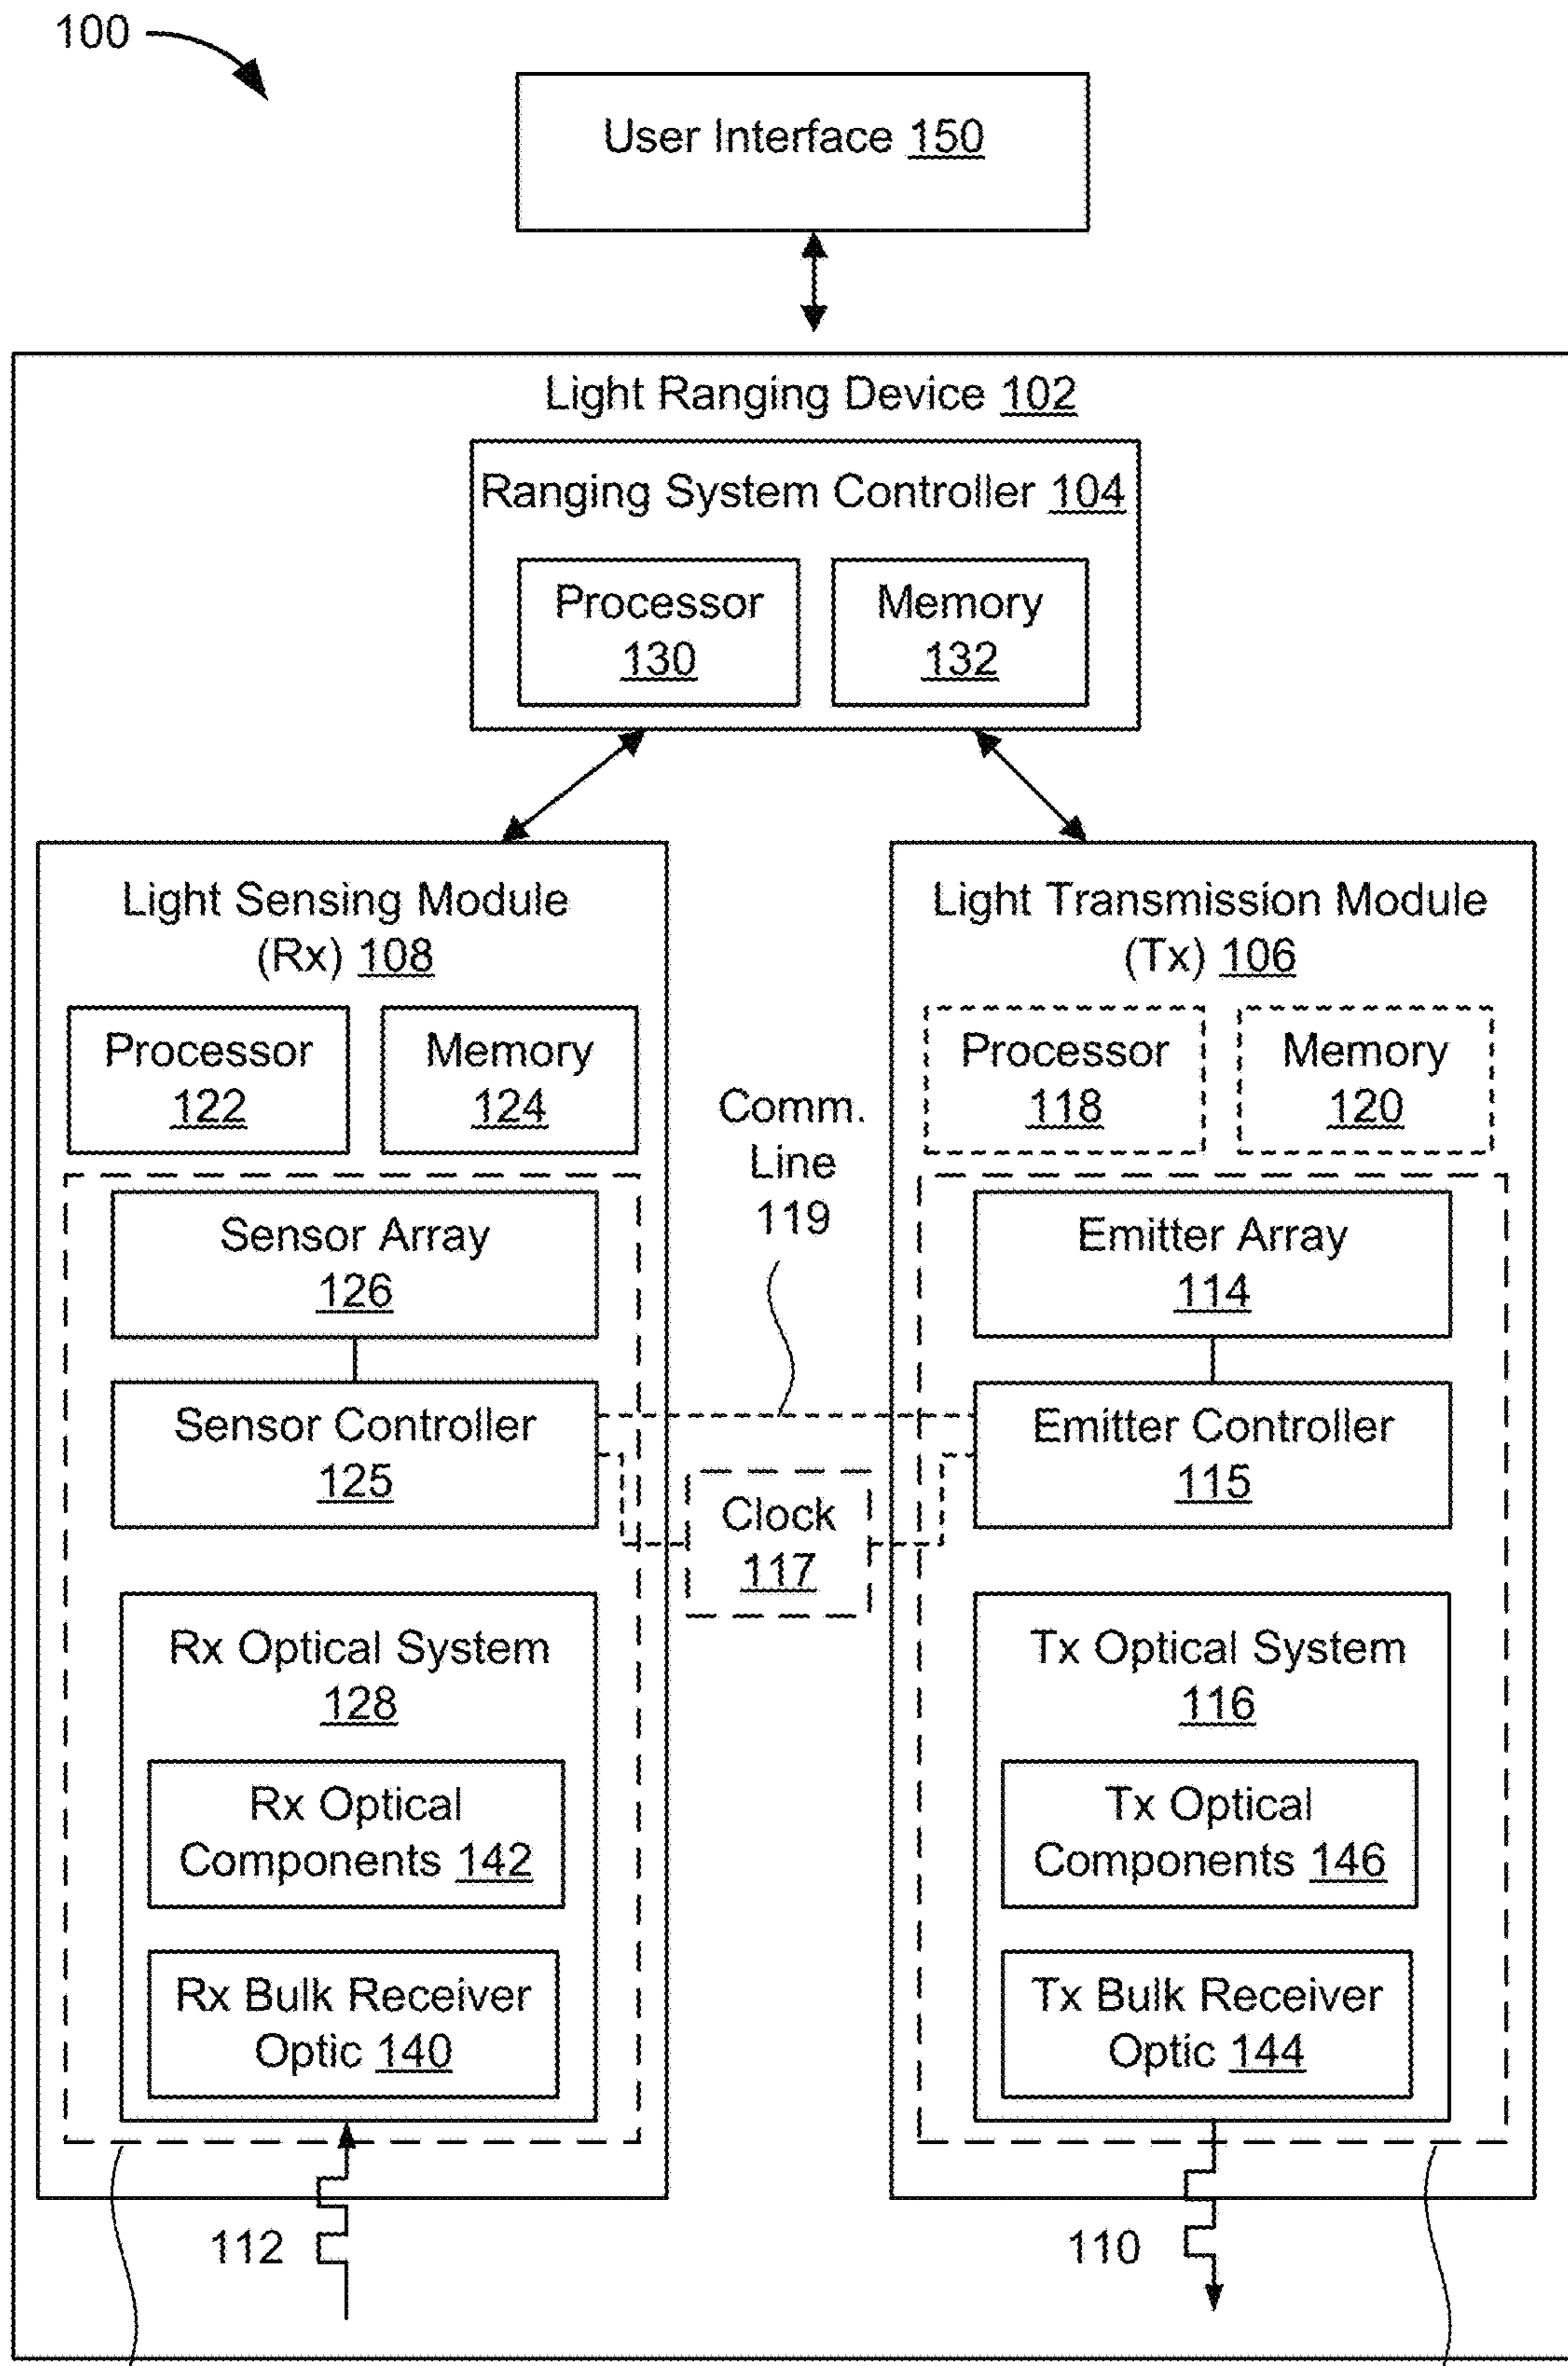 100
User Interface 150
Light Ranging Device 102
Ranging System Controller 104
Processor
130
Memory
132
Light Sensing Module
(Rx) 108
Processor
122
Memory
124
Sensor Array
126
Sensor Controller
125
Rx Optical System
128
Rx Optical
Components 142
Rx Bulk Receiver
Optic 140
112
Comm.
Line
119
Clock
117
Light Transmission Module
(Tx) 106
Processor
118
Memory
120
Emitter Array
114
Emitter Controller
115
Tx Optical System
116
Tx Optical
Components 146
Tx Bulk Receiver
Optic 144
110